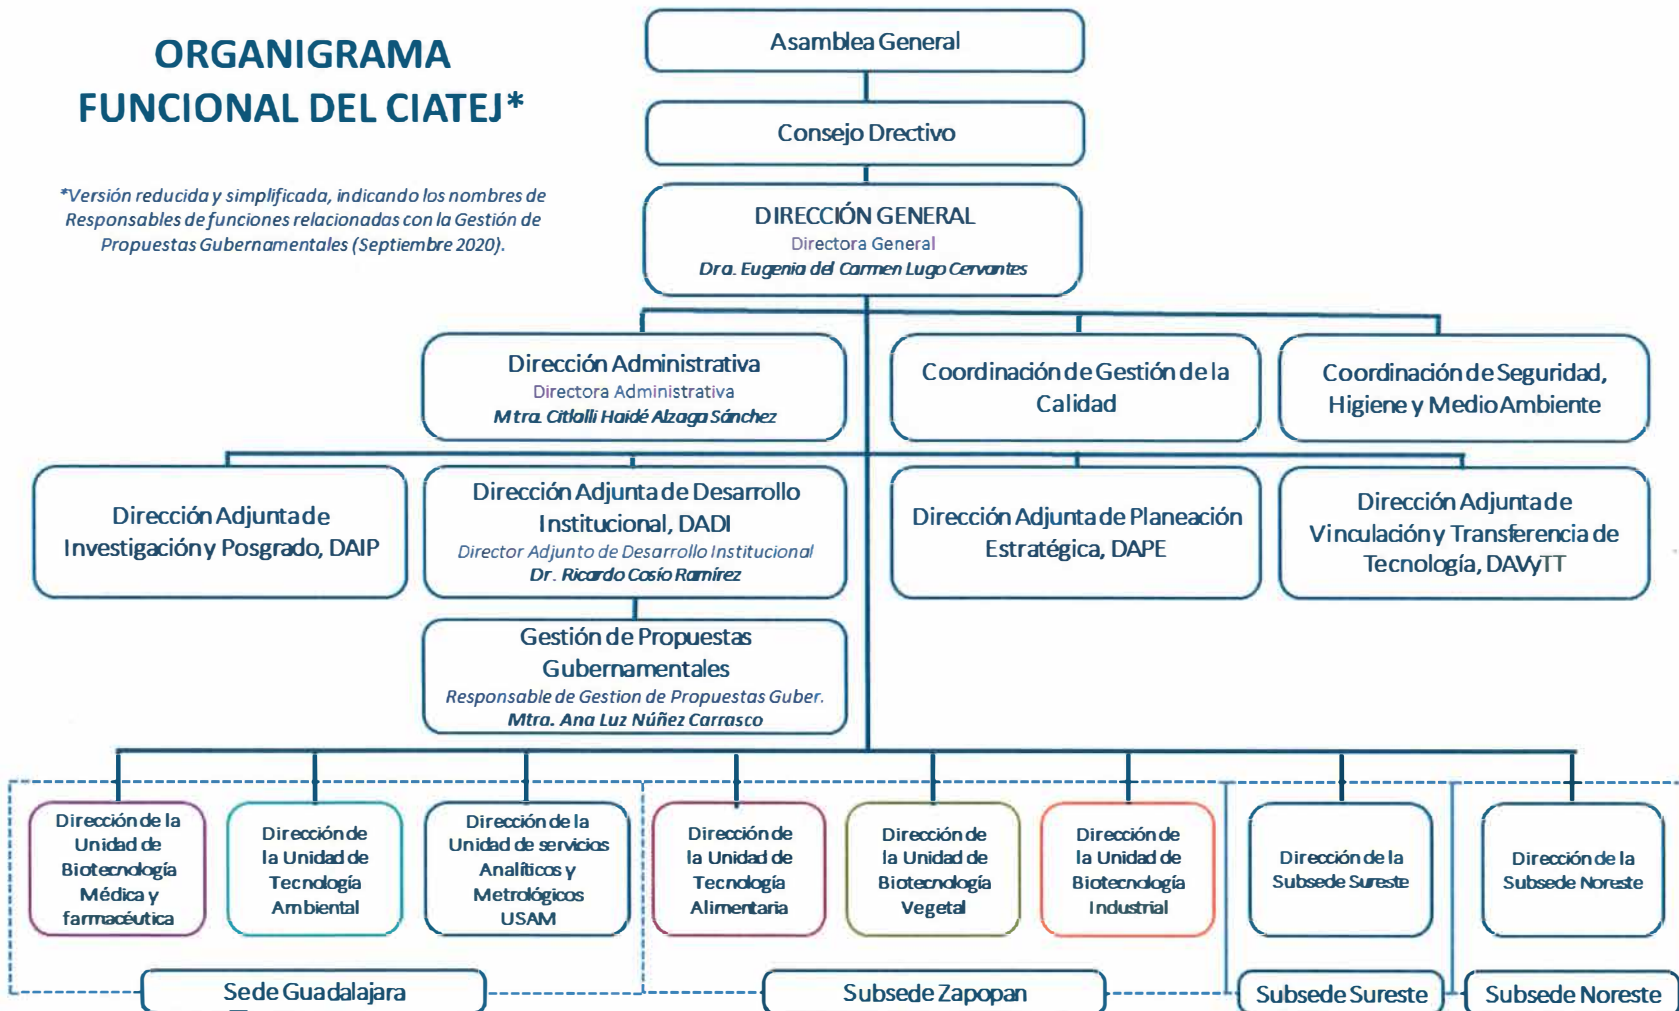 ORGANIGRAMA
FUNCIONAL DEL CIATEJ*
*Versión reducida y simplificada, indicando los nombres de
Responsables de funciones relacionadas con la Gestión de
Propuestas Gubernamentales (Septiembre 2020).
Asamblea General
Consejo Drectivo
DIRECCIÓN GENERAL
Directora General
Dra. Eugenia del Carmen Lugo Cervantes
Dirección Administrativa
Directora Administrativa
Mtra. Citlalli Haidé Alzaga Sánchez
Coordinación de Gestión de la
Calidad
Coordinación de Seguridad,
Higiene y Medio Ambiente
Dirección Adjunta de
Investigación y Posgrado, DAIP
Dirección Adjunta de Desarrollo
Institucional, DADI
Director Adjunto de Desarrollo Institucional
Dr. Ricardo Cosío Ramírez
Dirección Adjunta de Planeación
Estratégica, DAPE
Dirección Adjunta de
Vinculación y Transferencia de
Tecnología, DAVyTT
Gestión de Propuestas
Gubernamentales
Responsable de Gestion de Propuestas Guber.
Mtra. Ana Luz Núñez Carrasco
Dirección de la
Unidad de
Biotecnología
Médica y
farmacéutica
Dirección de
la Unidad de
Tecnología
Ambiental
Dirección de la
Unidad de servicios
Analíticos y
Metrológicos
USAM
Dirección de
la Unidad de
Tecnología
Alimentaria
Dirección de
la Unidad de
Biotecnología
Vegetal
Dirección de
la Unidad de
Biotecnología
Industrial
Dirección de la
Subsede Sureste
Dirección de la
Subsede Noreste
Sede Guadalajara
Subsede Zapopan
Subsede Sureste
Subsede Noreste